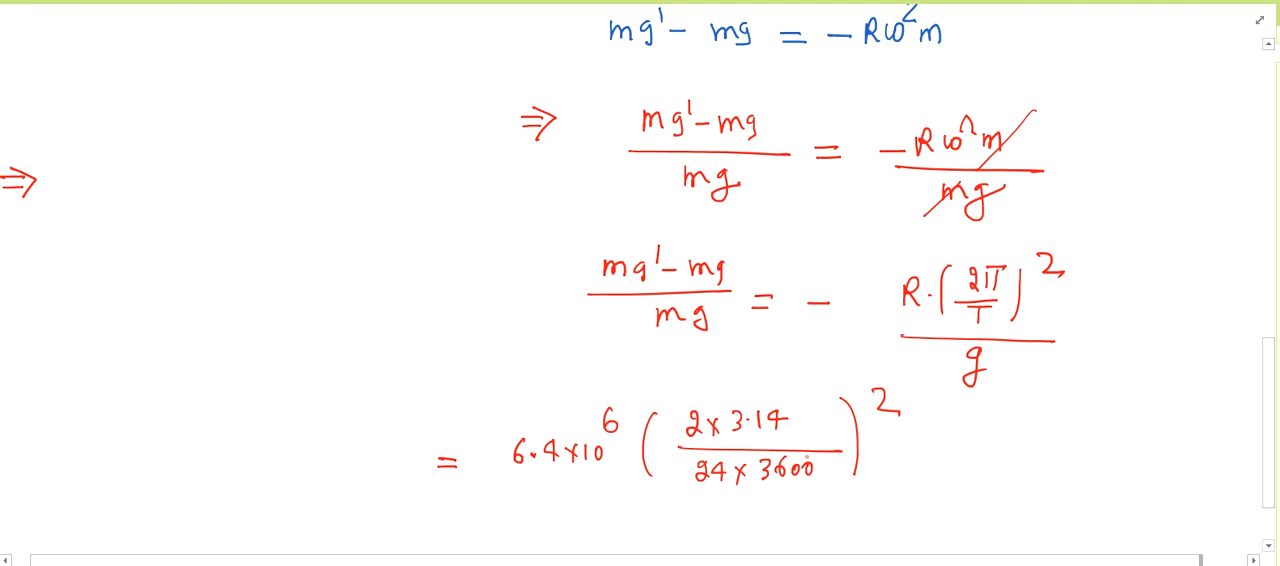 mg' - mg = - Rω²m
⇒ (mg' - mg)/(mg) = (-Rω²m)/(mg)
⇒
(mg' - mg)/(mg) = - (R.(2π/T)²)/g
= 6.4×10⁶ ((2×3.14)/(24×3600))²